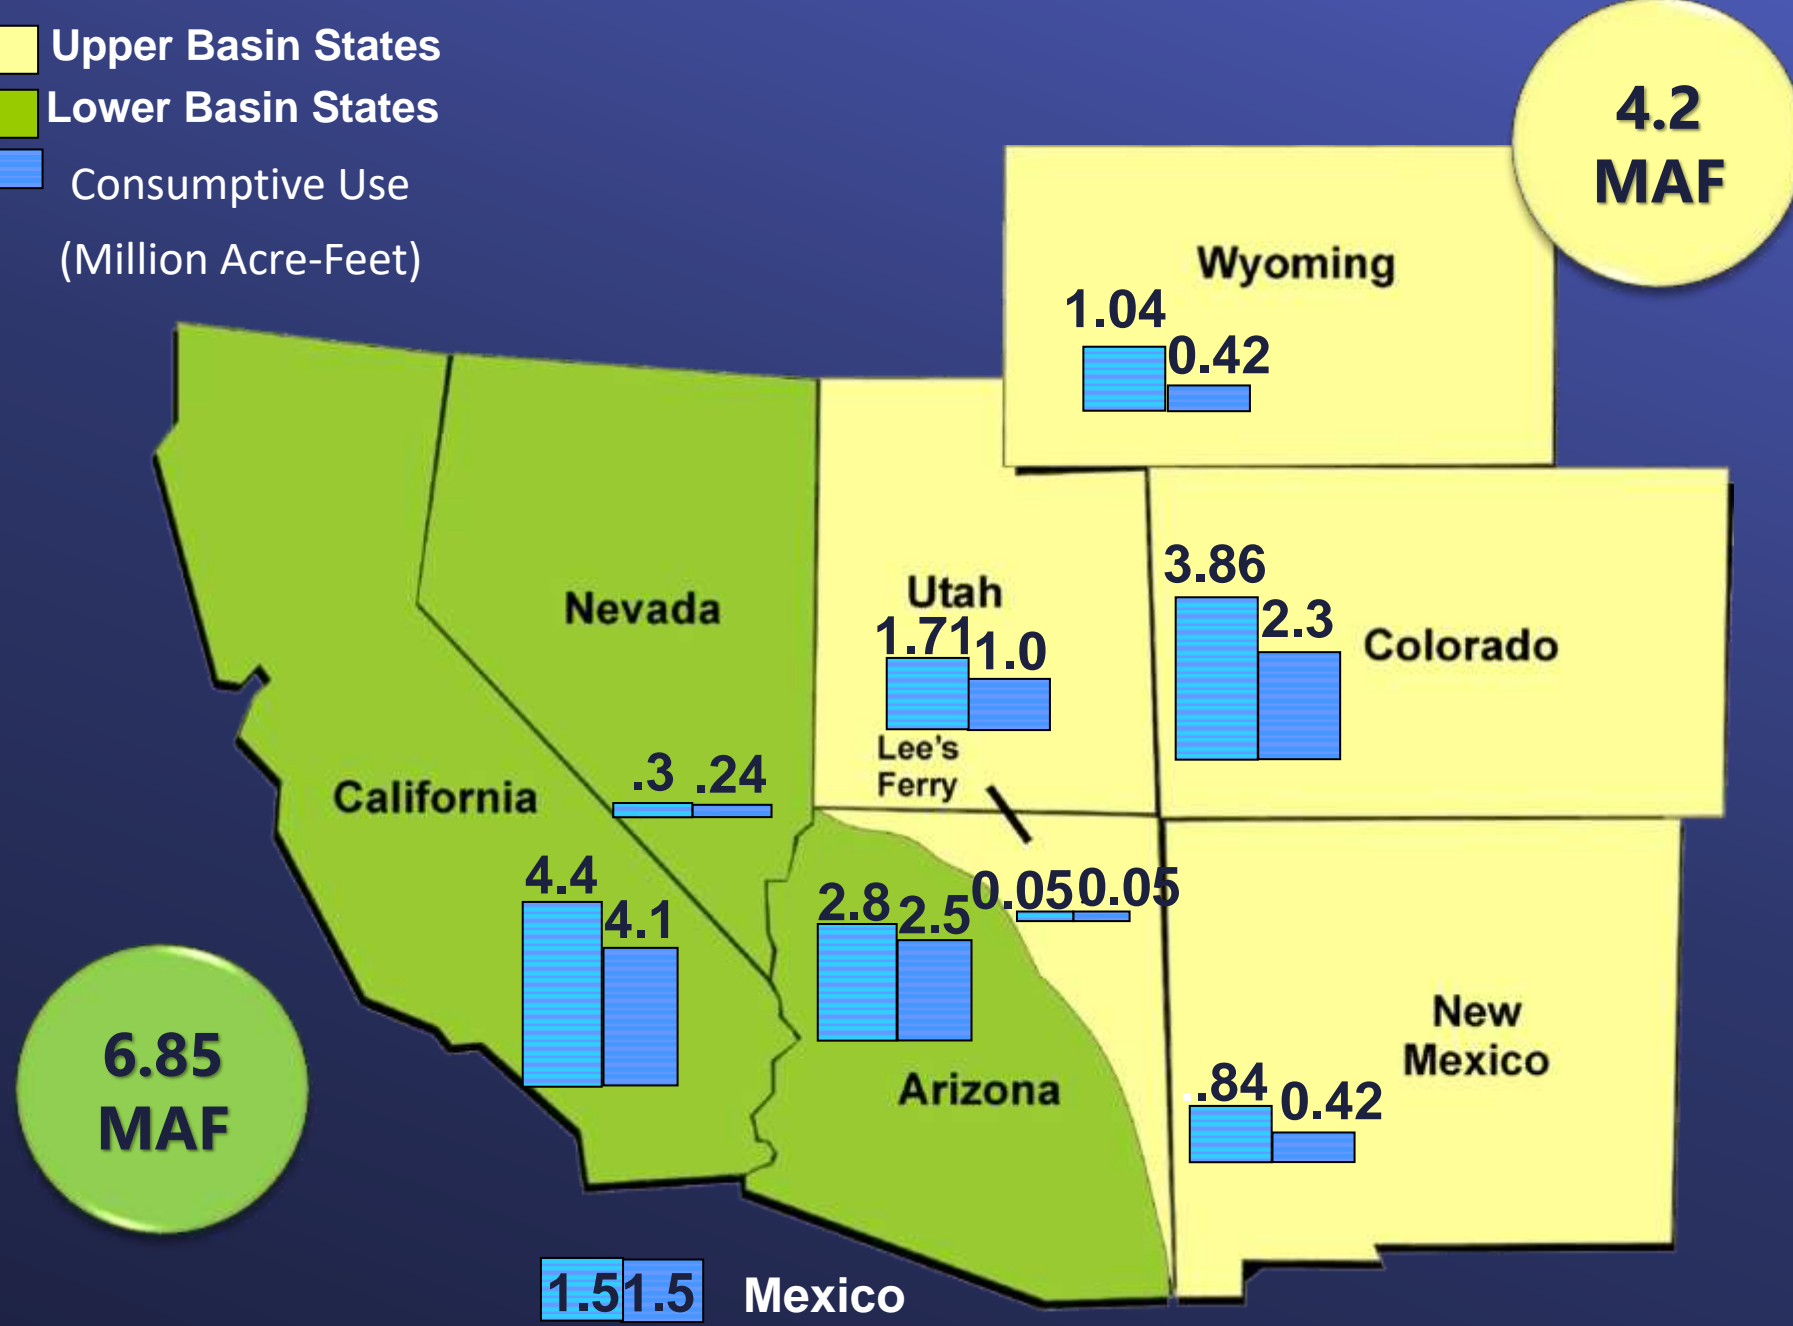 Upper Basin States
Lower Basin States
Consumptive Use
(Million Acre-Feet)
4.2
MAF
Wyoming
1.04
0.42
Nevada
Utah
1.71
1.0
3.86
2.3
Colorado
Lee's
Ferry
California
.3
.24
4.4
4.1
2.8
2.5
0.05
0.05
Arizona
New
Mexico
.84
0.42
6.85
MAF
1.5
1.5
Mexico